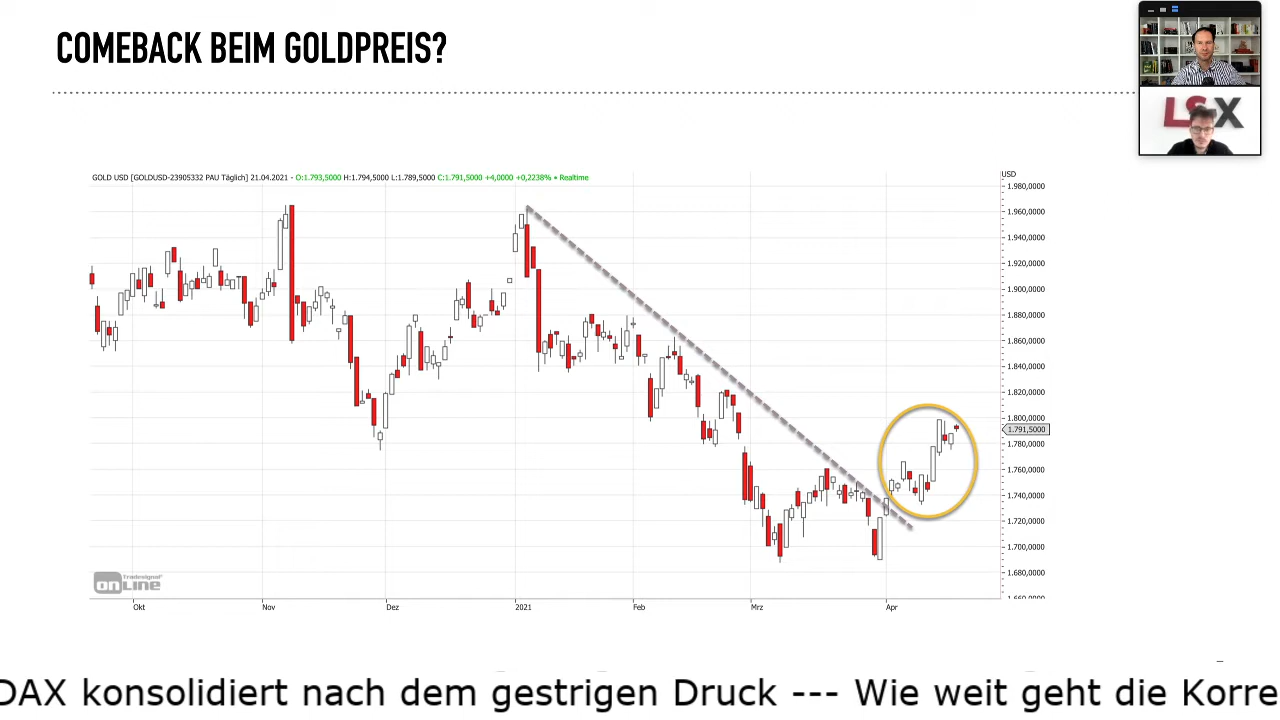 COMEBACK BEIM GOLDPREIS?
LS-X
GOLD USD [GOLDUSD-23905332 PAU Täglich] 21.04.2021 - O:1.793,5000 H:1.794,5000 L:1.789,5000 C:1.791,5000 +4,0000 +0,2238% • Realtime
USD
1.980,0000
1.960,0000
1.940,0000
1.920,0000
1.900,0000
1.880,0000
1.860,0000
1.840,0000
1.820,0000
1.800,0000
1.791,5000
1.780,0000
1.760,0000
1.740,0000
1.720,0000
1.700,0000
1.680,0000
1.660,0000
Tradesignal®
onLine
Okt Nov Dez 2021 Feb Mrz Apr
DAX konsolidiert nach dem gestrigen Druck --- Wie weit geht die Korre